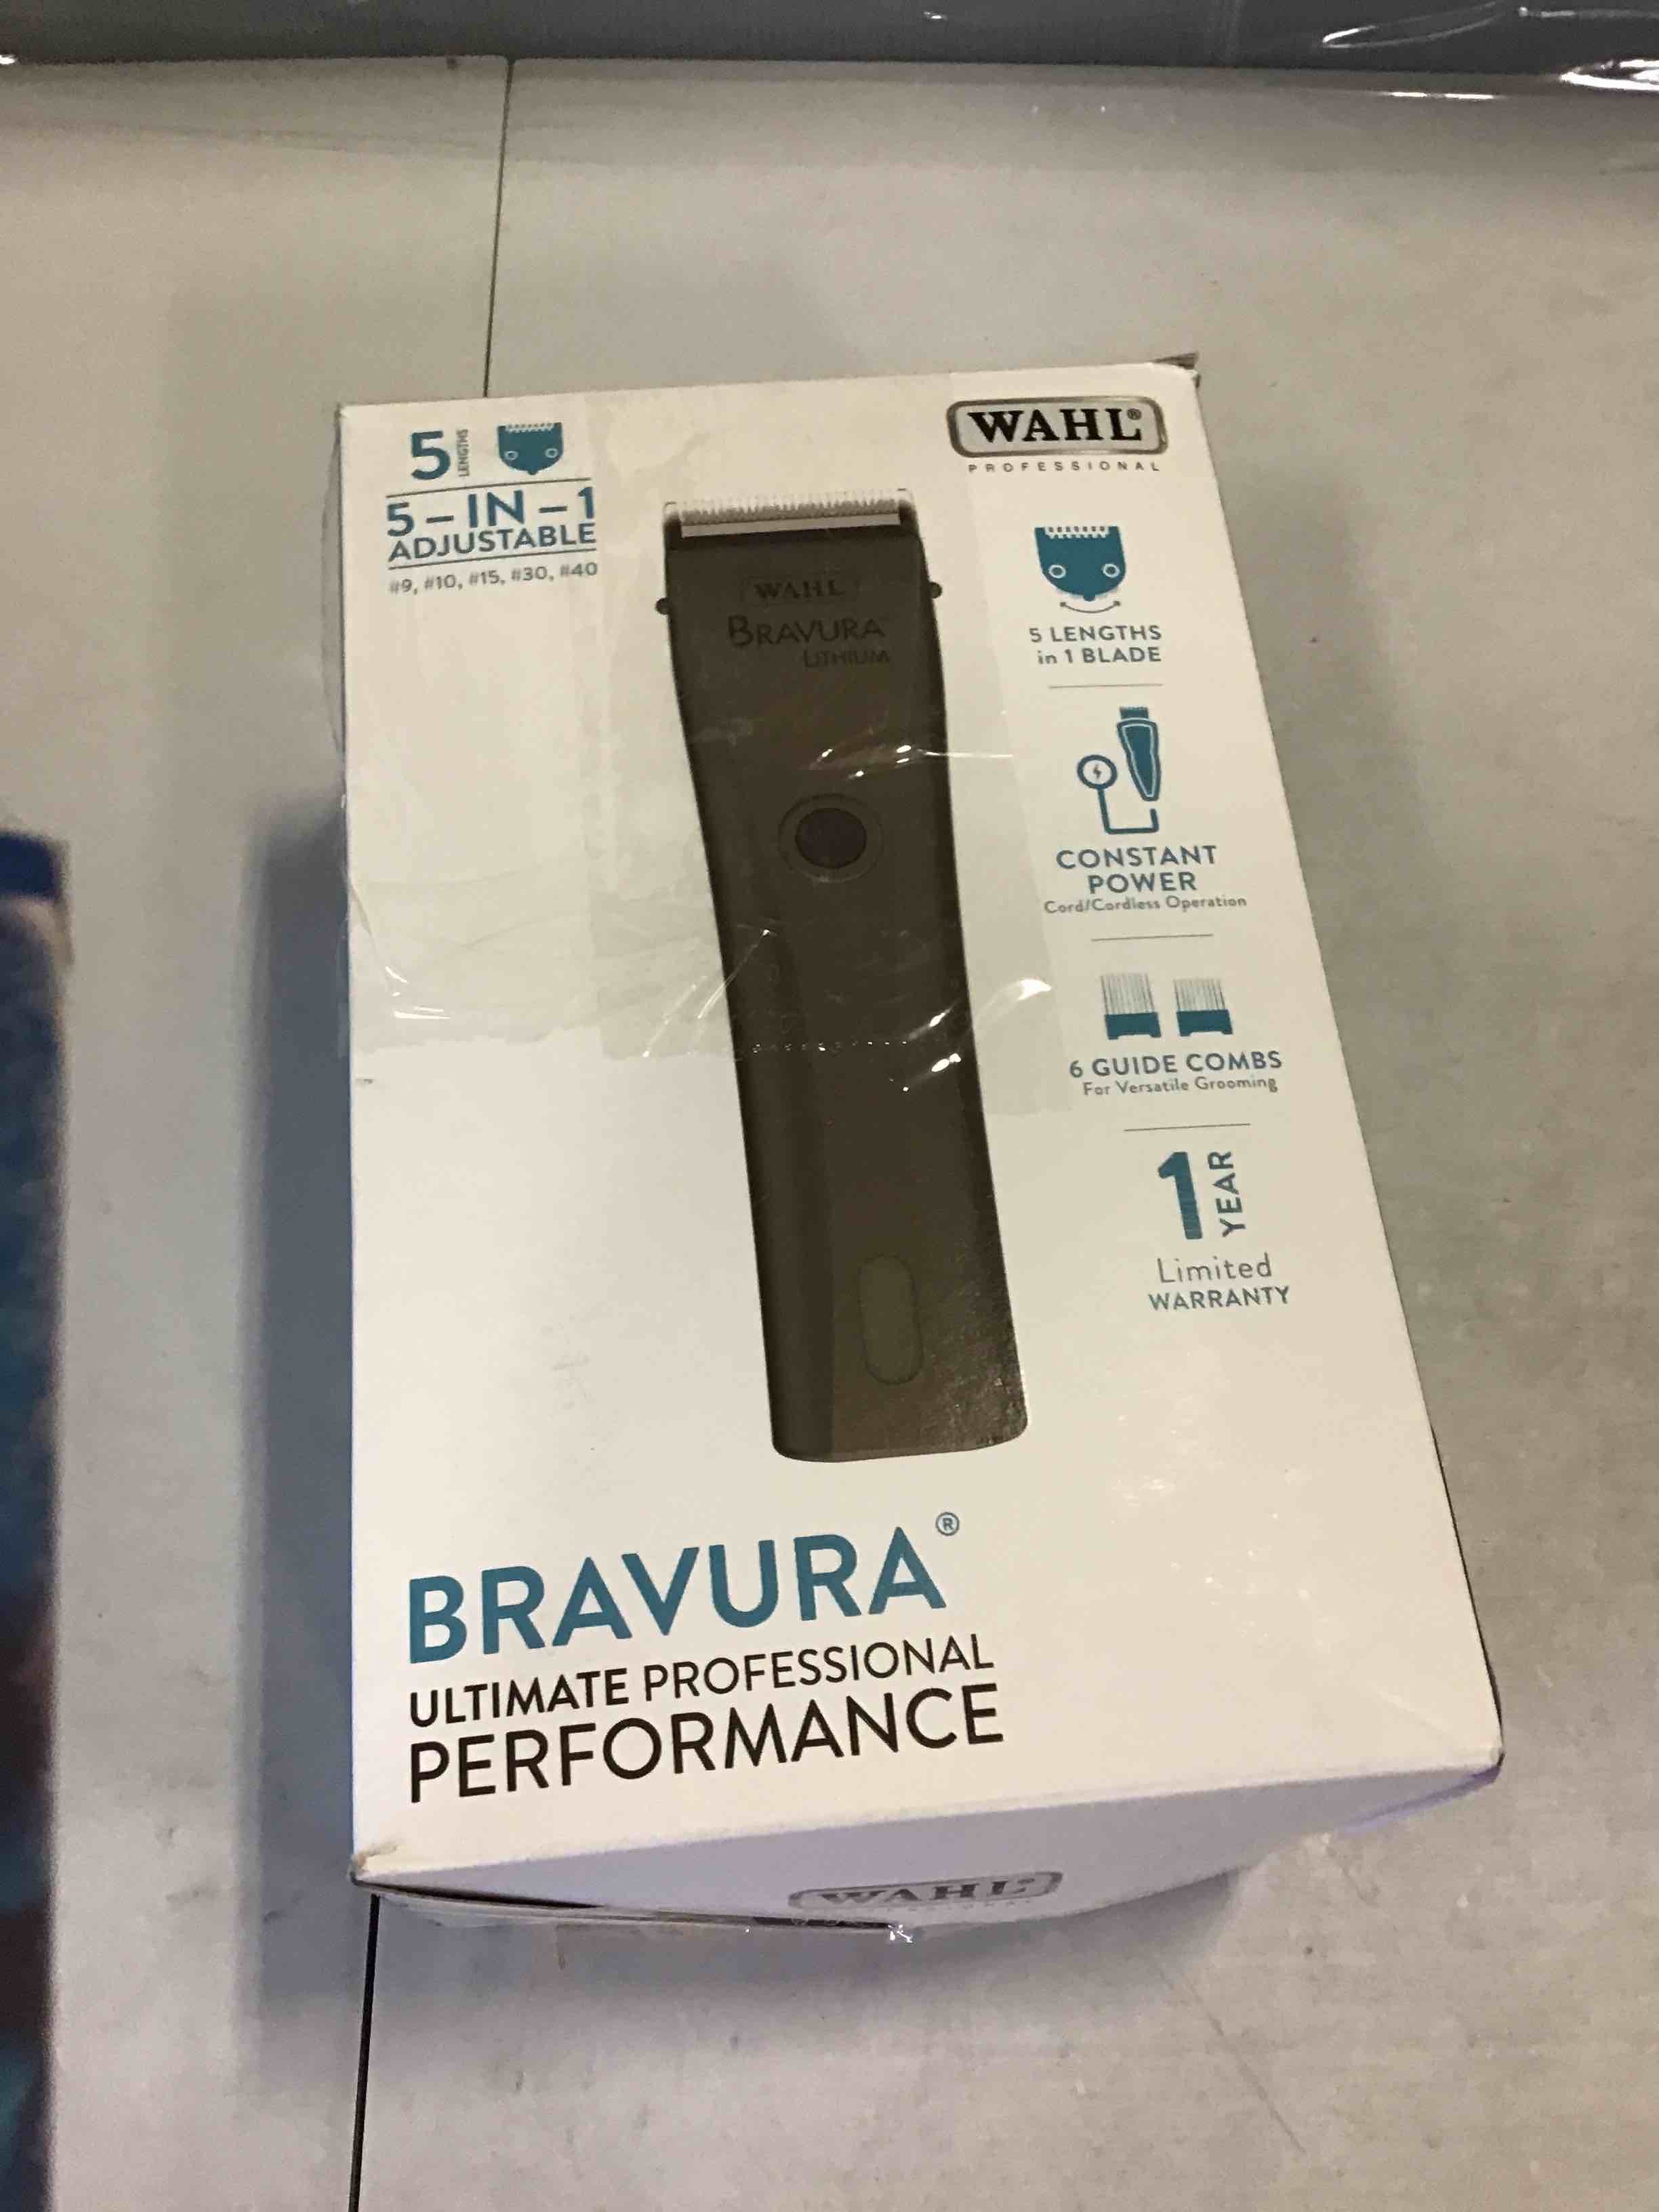 5 LENGTHS
5-IN-1
ADJUSTABLE
#9, #10, #15, #30, #40
WAHL®
PROFESSIONAL
WAHL
BRAVURA
LITHIUM
5 LENGTHS
in 1 BLADE
CONSTANT
POWER
Cord/Cordless Operation
6 GUIDE COMBS
For Versatile Grooming
1 YEAR
Limited
WARRANTY
BRAVURA®
ULTIMATE PROFESSIONAL
PERFORMANCE
WAHL®